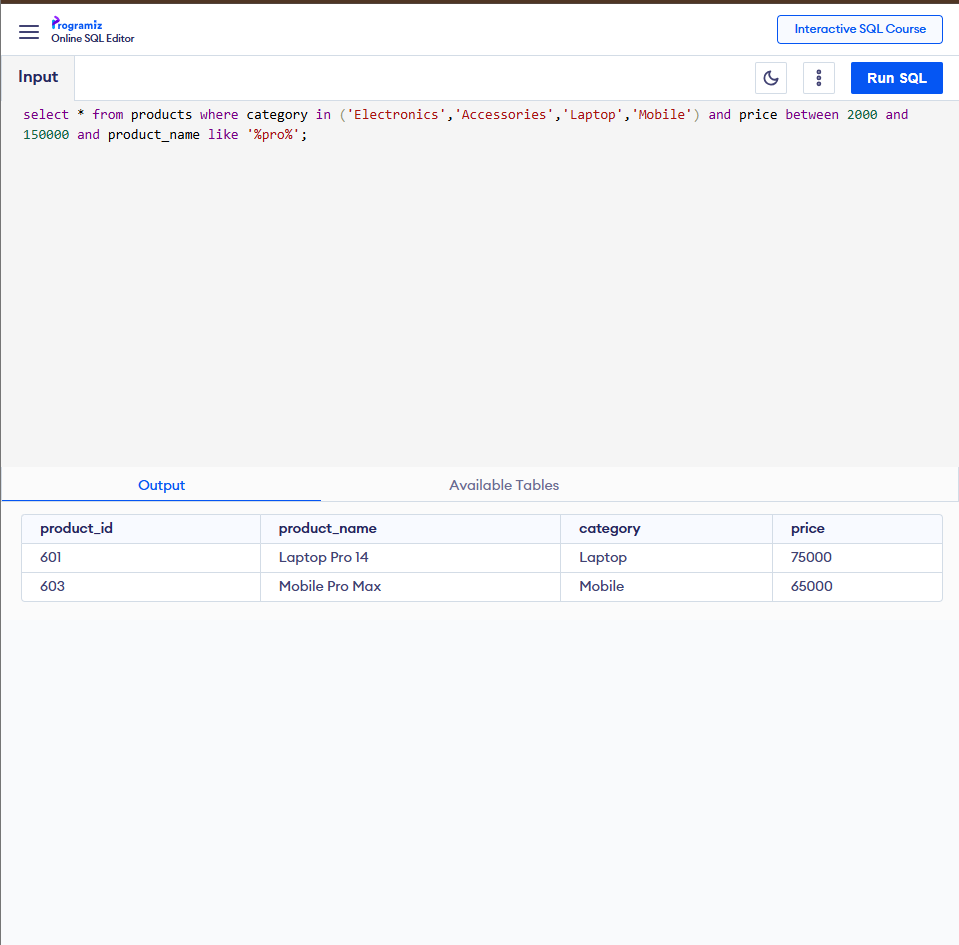 Programiz
Online SQL Editor
Interactive SQL Course
Input
Run SQL
select * from products where category in ('Electronics','Accessories','Laptop','Mobile') and price between 2000 and
150000 and product_name like '%pro%';
Output Available Tables
product_id product_name category price
601 Laptop Pro 14 Laptop 75000
603 Mobile Pro Max Mobile 65000